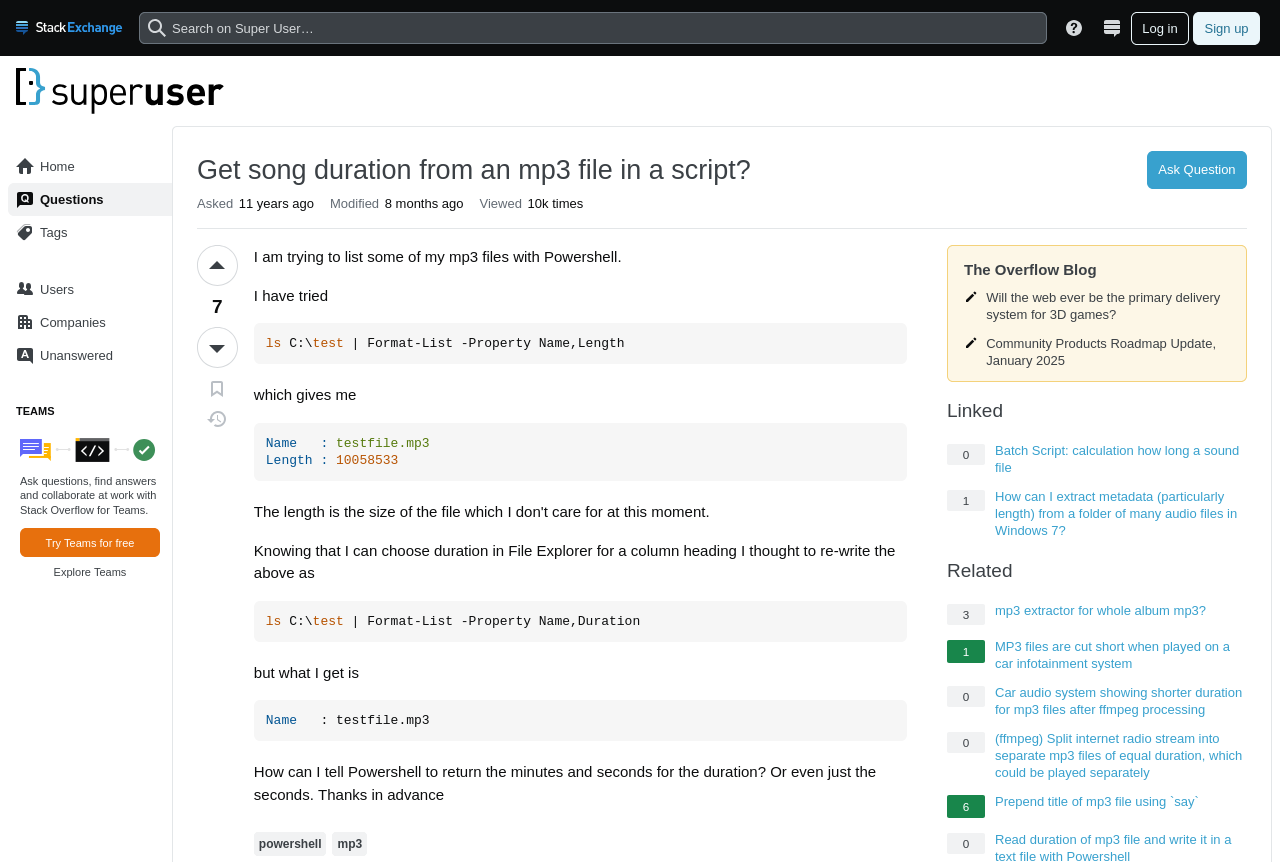 StackExchange
Search on Super User…
Log in
Sign up
superuser
Home
Questions
Tags
Users
Companies
Unanswered
TEAMS
Ask questions, find answers
and collaborate at work with
Stack Overflow for Teams.
Try Teams for free
Explore Teams
Get song duration from an mp3 file in a script?
Ask Question
Asked 11 years ago Modified 8 months ago Viewed 10k times
7
I am trying to list some of my mp3 files with Powershell.
I have tried
ls C:\test | Format-List -Property Name,Length
which gives me
Name   : testfile.mp3
Length : 10058533
The length is the size of the file which I don't care for at this moment.
Knowing that I can choose duration in File Explorer for a column heading I thought to re-write the
above as
ls C:\test | Format-List -Property Name,Duration
but what I get is
Name   : testfile.mp3
How can I tell Powershell to return the minutes and seconds for the duration? Or even just the
seconds. Thanks in advance
powershell mp3
The Overflow Blog
Will the web ever be the primary delivery
system for 3D games?
Community Products Roadmap Update,
January 2025
Linked
0 Batch Script: calculation how long a sound
file
1 How can I extract metadata (particularly
length) from a folder of many audio files in
Windows 7?
Related
3 mp3 extractor for whole album mp3?
1 MP3 files are cut short when played on a
car infotainment system
0 Car audio system showing shorter duration
for mp3 files after ffmpeg processing
0 (ffmpeg) Split internet radio stream into
separate mp3 files of equal duration, which
could be played separately
6 Prepend title of mp3 file using `say`
0 Read duration of mp3 file and write it in a
text file with Powershell